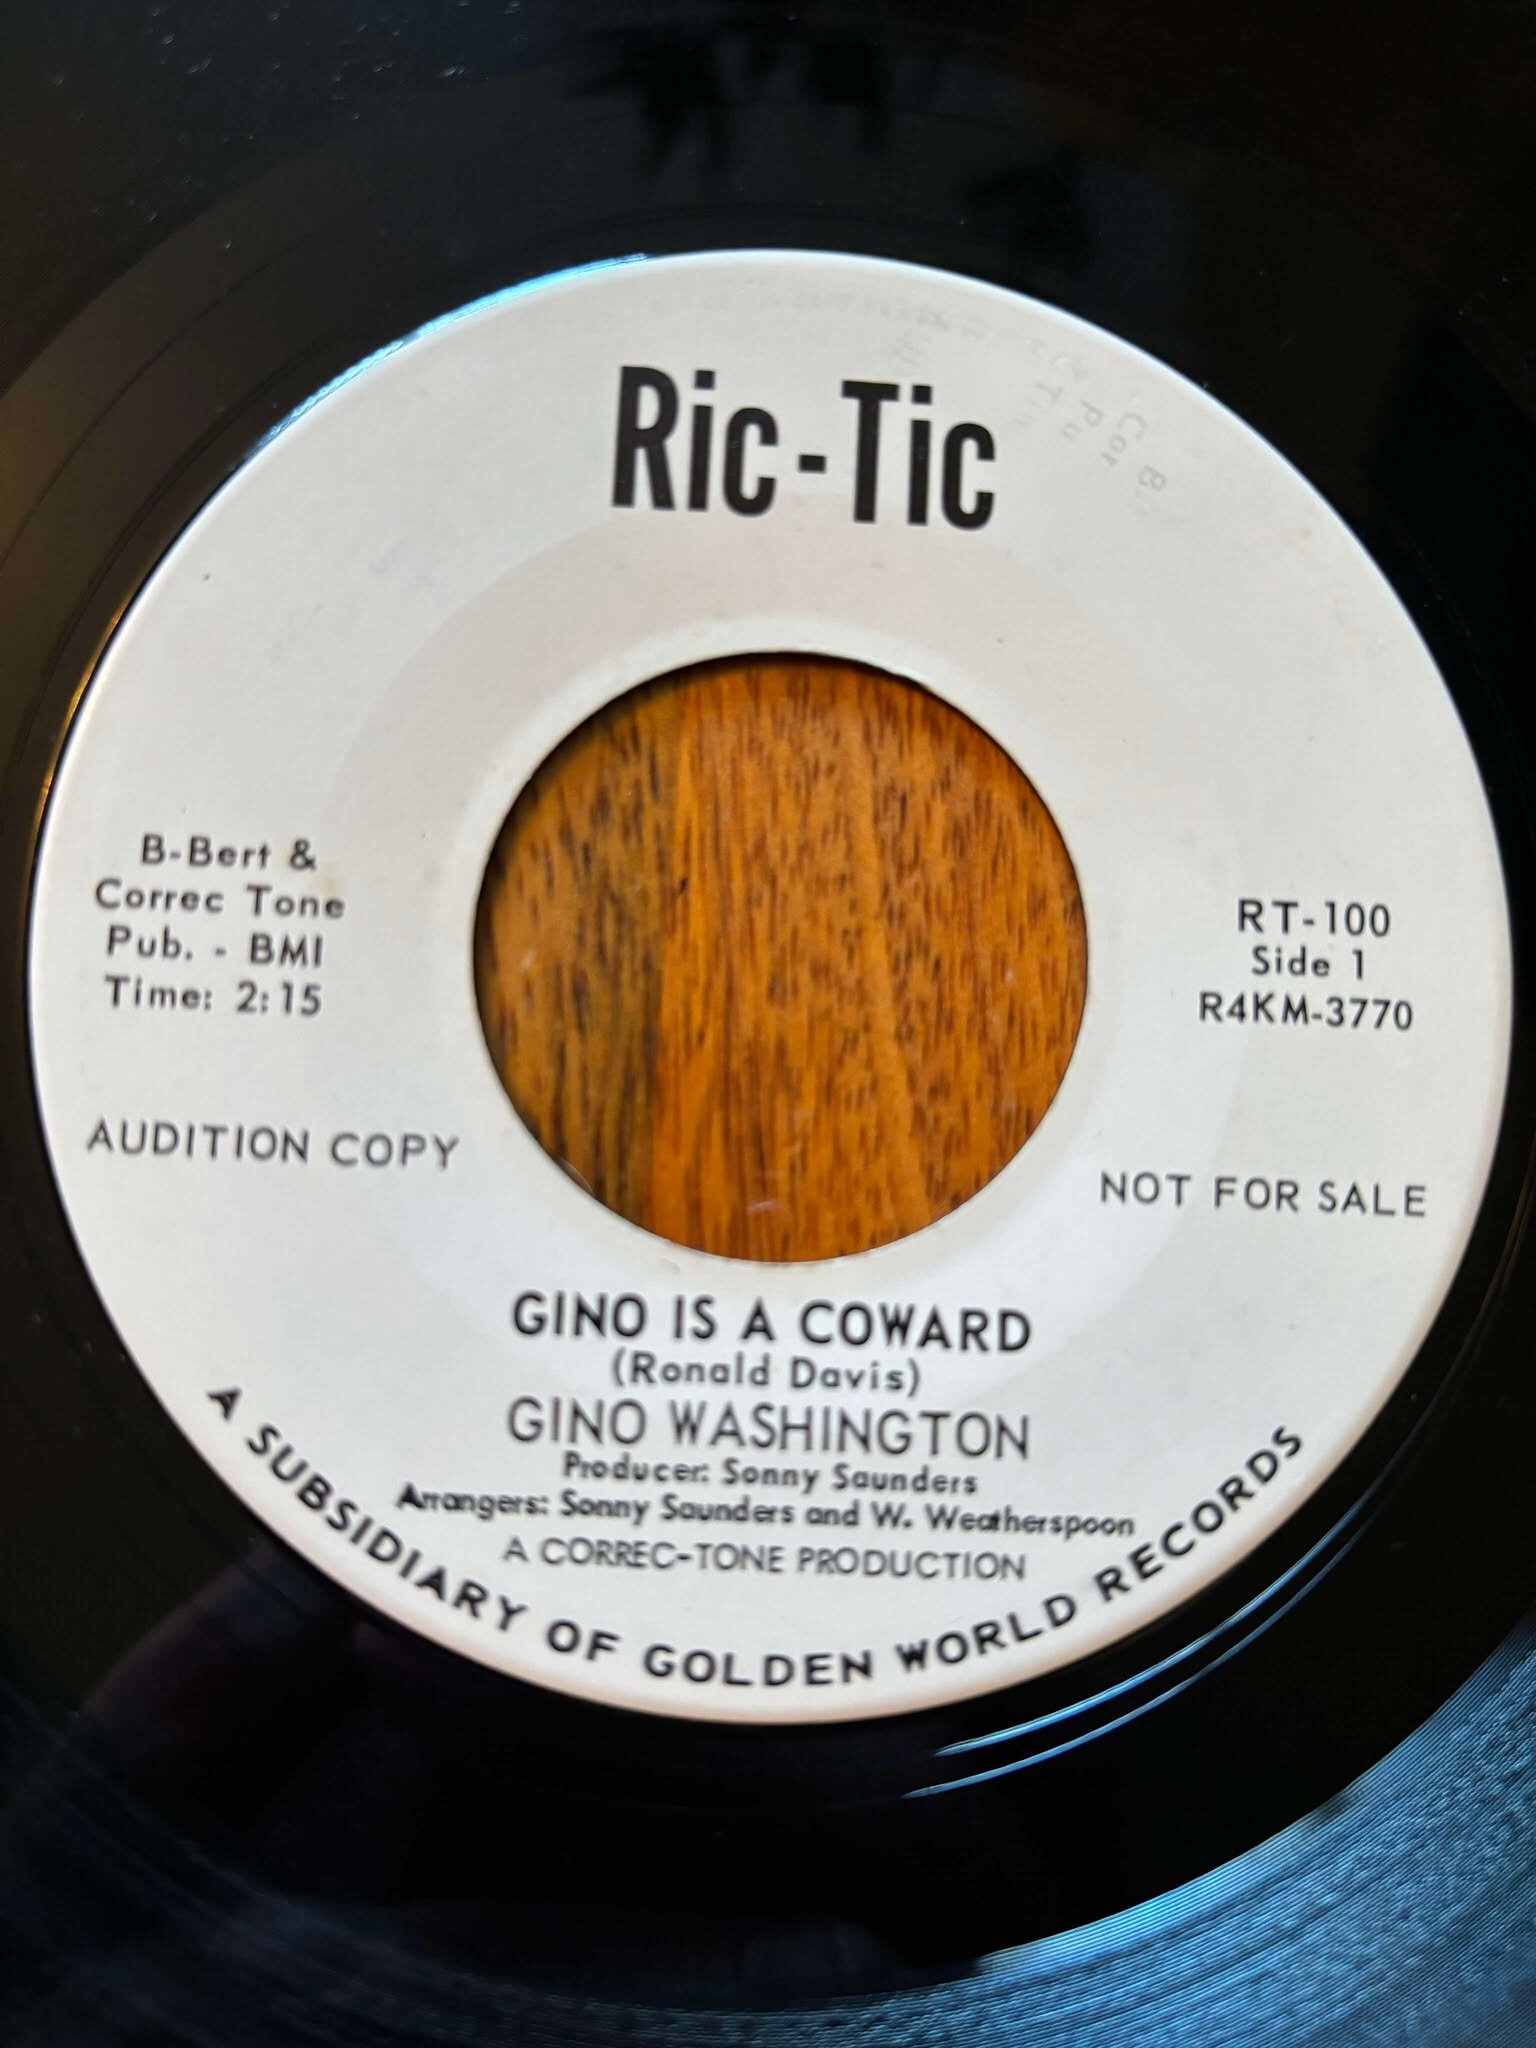 Ric-Tic
B-Bert &
Correc Tone
Pub. - BMI
Time: 2:15
RT-100
Side 1
R4KM-3770
AUDITION COPY
NOT FOR SALE
GINO IS A COWARD
(Ronald Davis)
GINO WASHINGTON
Producer: Sonny Saunders
Arrangers: Sonny Saunders and W. Weatherspoon
A CORREC-TONE PRODUCTION
A SUBSIDIARY OF GOLDEN WORLD RECORDS